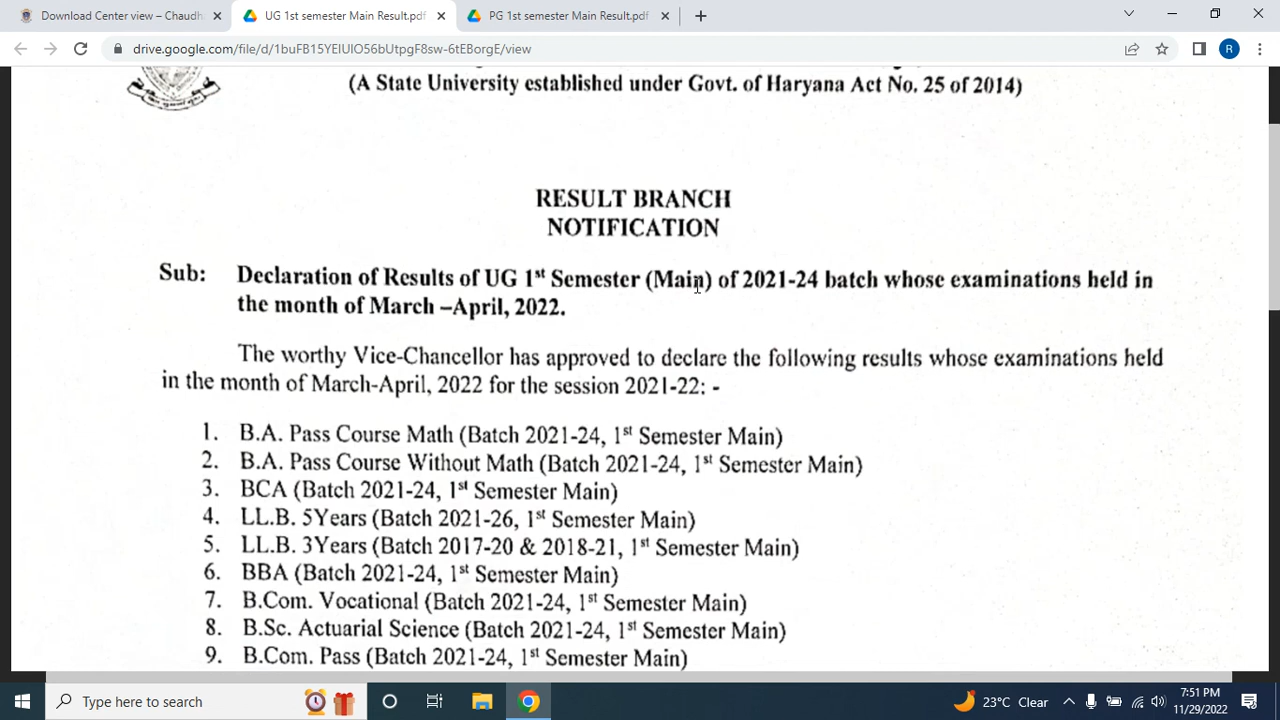 Download Center view – Chaudh
UG 1st semester Main Result.pdf
PG 1st semester Main Result.pdf
drive.google.com/file/d/1buFB15YEIUIO56bUtpgF8sw-6tEBorgE/view
R
(A State University established under Govt. of Haryana Act No. 25 of 2014)
RESULT BRANCH
NOTIFICATION
Sub: Declaration of Results of UG 1st Semester (Main) of 2021-24 batch whose examinations held in
the month of March –April, 2022.
The worthy Vice-Chancellor has approved to declare the following results whose examinations held
in the month of March-April, 2022 for the session 2021-22: -
1. B.A. Pass Course Math (Batch 2021-24, 1st Semester Main)
2. B.A. Pass Course Without Math (Batch 2021-24, 1st Semester Main)
3. BCA (Batch 2021-24, 1st Semester Main)
4. LL.B. 5Years (Batch 2021-26, 1st Semester Main)
5. LL.B. 3Years (Batch 2017-20 & 2018-21, 1st Semester Main)
6. BBA (Batch 2021-24, 1st Semester Main)
7. B.Com. Vocational (Batch 2021-24, 1st Semester Main)
8. B.Sc. Actuarial Science (Batch 2021-24, 1st Semester Main)
9. B.Com. Pass (Batch 2021-24, 1st Semester Main)
Type here to search
23°C Clear
7:51 PM
11/29/2022